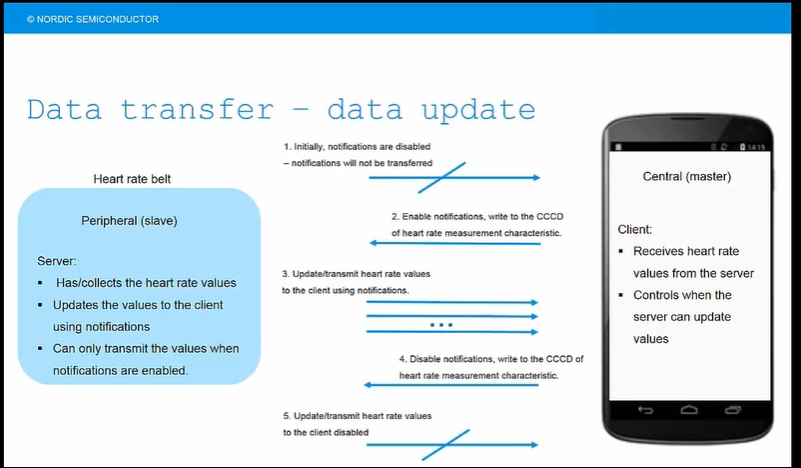 © NORDIC SEMICONDUCTOR
Data transfer – data update
Heart rate belt
Peripheral (slave)
Server:
▪ Has/collects the heart rate values
▪ Updates the values to the client
using notifications
▪ Can only transmit the values when
notifications are enabled.
1. Initially, notifications are disabled
– notifications will not be transferred
2. Enable notifications, write to the CCCD
of heart rate measurement characteristic.
3. Update/transmit heart rate values
to the client using notifications.
...
4. Disable notifications, write to the CCCD of
heart rate measurement characteristic.
5. Update/transmit heart rate values
to the client disabled
14:15
Central (master)
Client:
▪ Receives heart rate
values from the server
▪ Controls when the
server can update
values